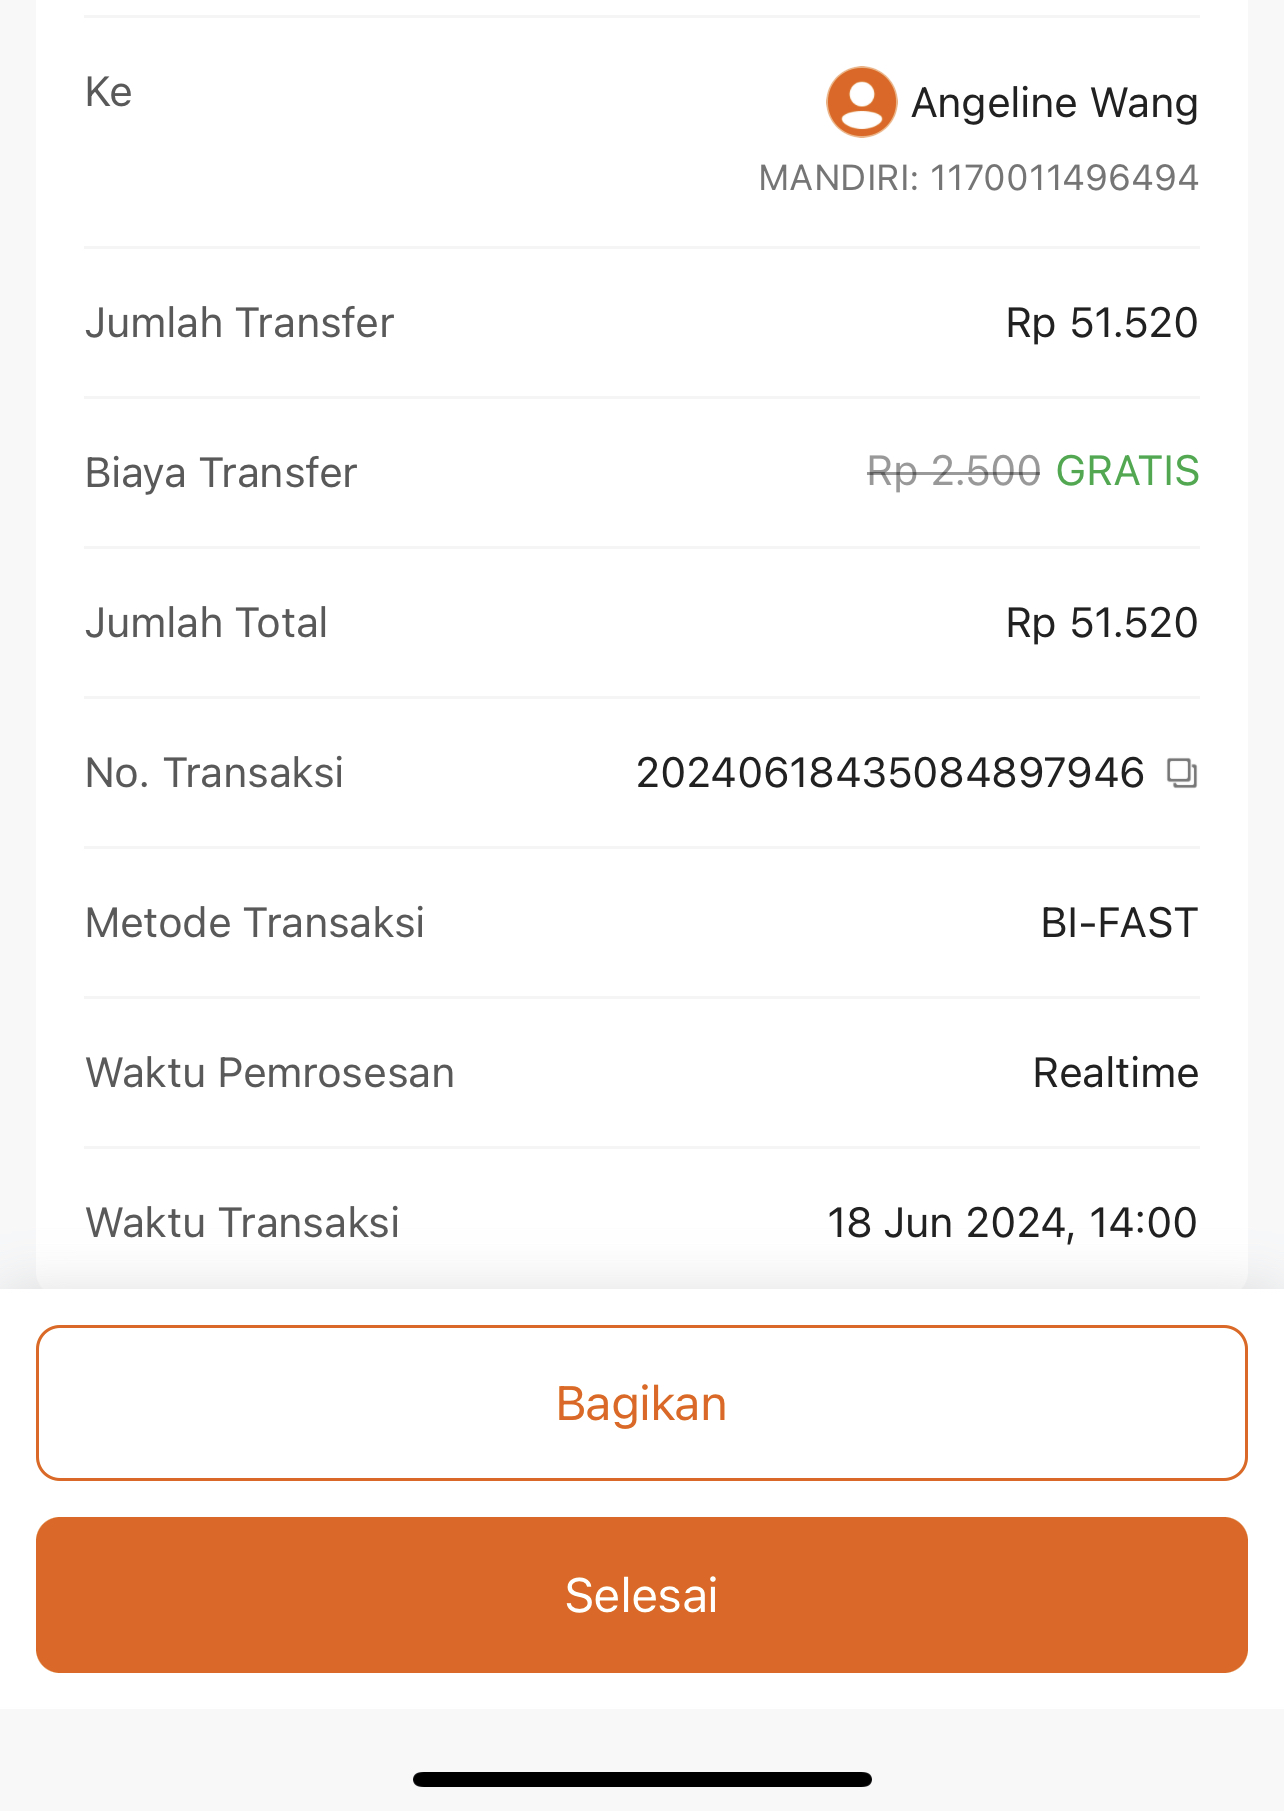 Ke
Angeline Wang
MANDIRI: 1170011496494
Jumlah Transfer
Rp 51.520
Biaya Transfer
Rp 2.500 GRATIS
Jumlah Total
Rp 51.520
No. Transaksi
20240618435084897946
Metode Transaksi
BI-FAST
Waktu Pemrosesan
Realtime
Waktu Transaksi
18 Jun 2024, 14:00
Bagikan
Selesai